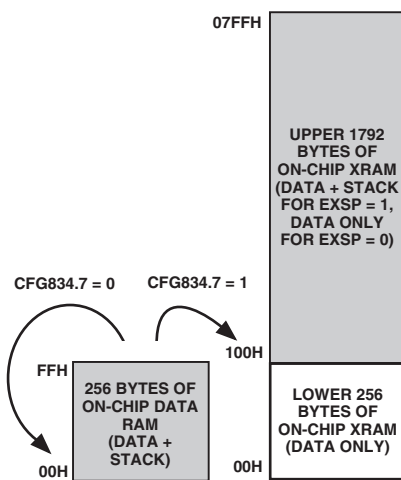 07FFH
UPPER 1792
BYTES OF
ON-CHIP XRAM
(DATA + STACK
FOR EXSP = 1,
DATA ONLY
FOR EXSP = 0)
CFG834.7 = 0
CFG834.7 = 1
100H
FFH
256 BYTES OF
ON-CHIP DATA
RAM
(DATA +
STACK)
00H
LOWER 256
BYTES OF
ON-CHIP XRAM
(DATA ONLY)
00H